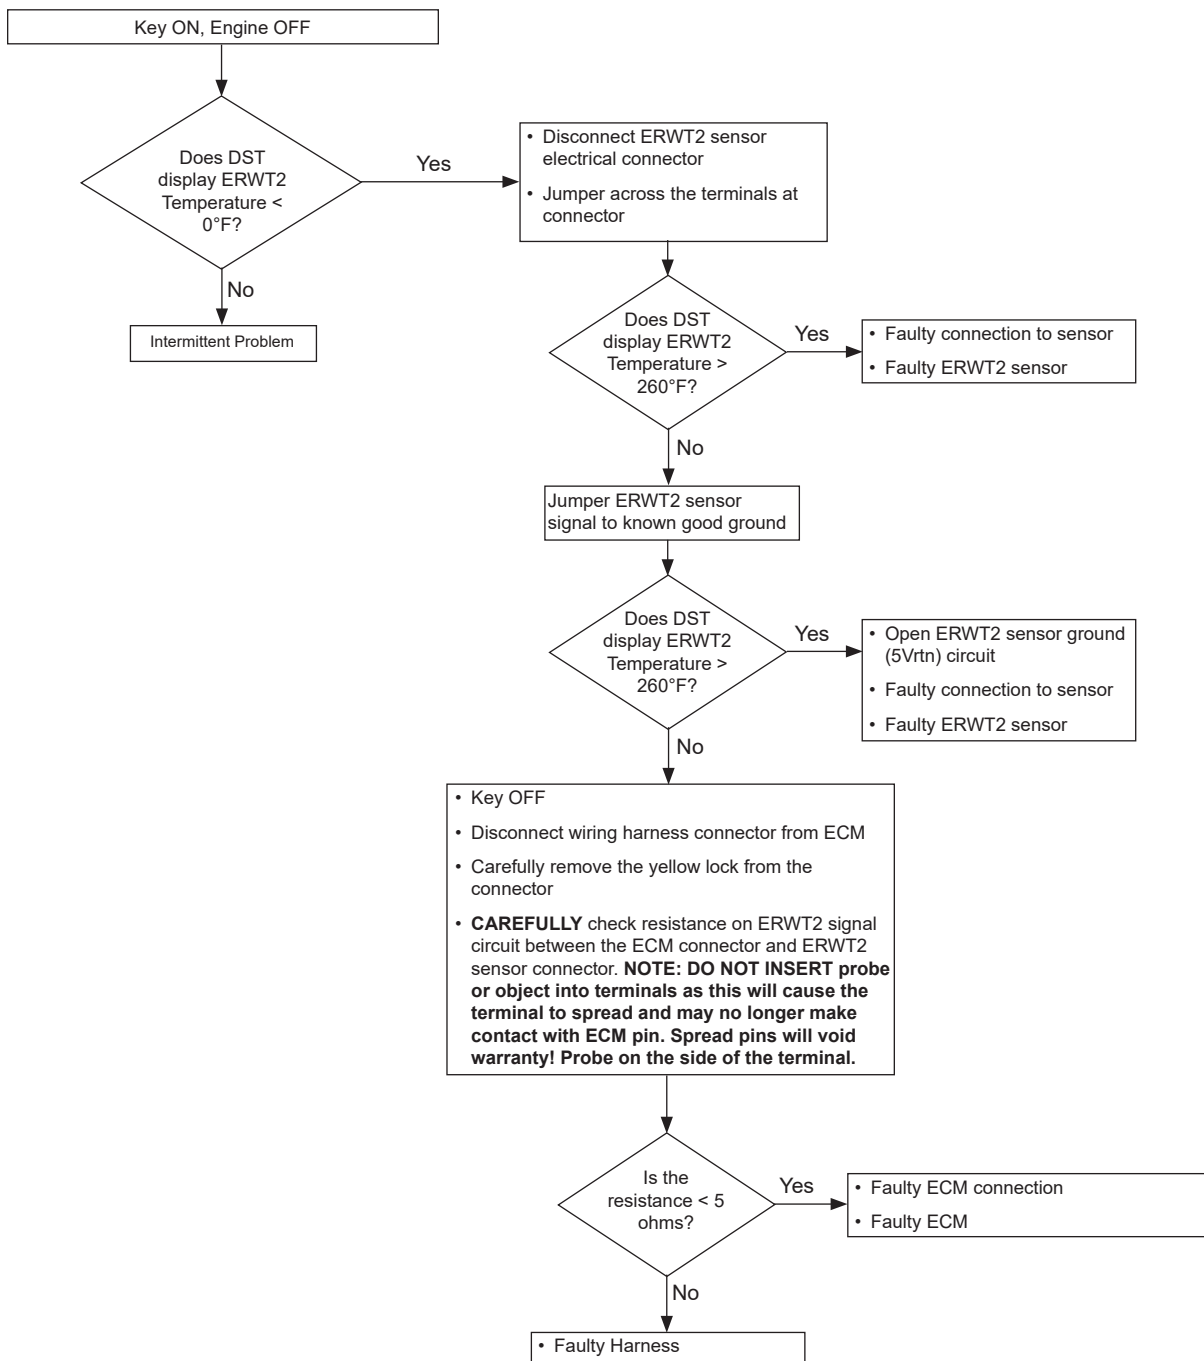 Key ON, Engine OFF
Does DST
display ERWT2
Temperature <
0°F?
Yes
• Disconnect ERWT2 sensor
electrical connector
• Jumper across the terminals at
connector
No
Intermittent Problem
Does DST
display ERWT2
Temperature >
260°F?
Yes
• Faulty connection to sensor
• Faulty ERWT2 sensor
No
Jumper ERWT2 sensor
signal to known good ground
Does DST
display ERWT2
Temperature >
260°F?
Yes
• Open ERWT2 sensor ground
(5Vrtn) circuit
• Faulty connection to sensor
• Faulty ERWT2 sensor
No
• Key OFF
• Disconnect wiring harness connector from ECM
• Carefully remove the yellow lock from the
connector
• CAREFULLY check resistance on ERWT2 signal
circuit between the ECM connector and ERWT2
sensor connector. NOTE: DO NOT INSERT probe
or object into terminals as this will cause the
terminal to spread and may no longer make
contact with ECM pin. Spread pins will void
warranty! Probe on the side of the terminal.
Is the
resistance < 5
ohms?
Yes
• Faulty ECM connection
• Faulty ECM
No
• Faulty Harness